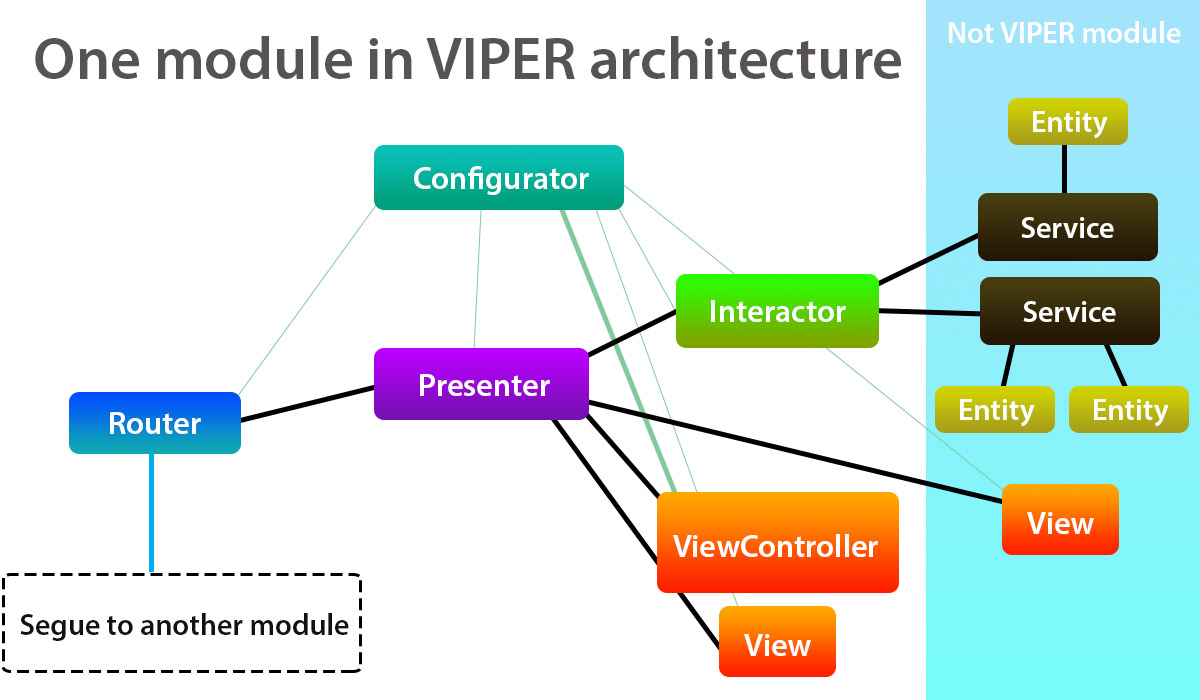 One module in VIPER architecture
Not VIPER module
Entity
Configurator
Service
Interactor
Service
Presenter
Entity
Entity
Router
View
ViewController
Segue to another module
View